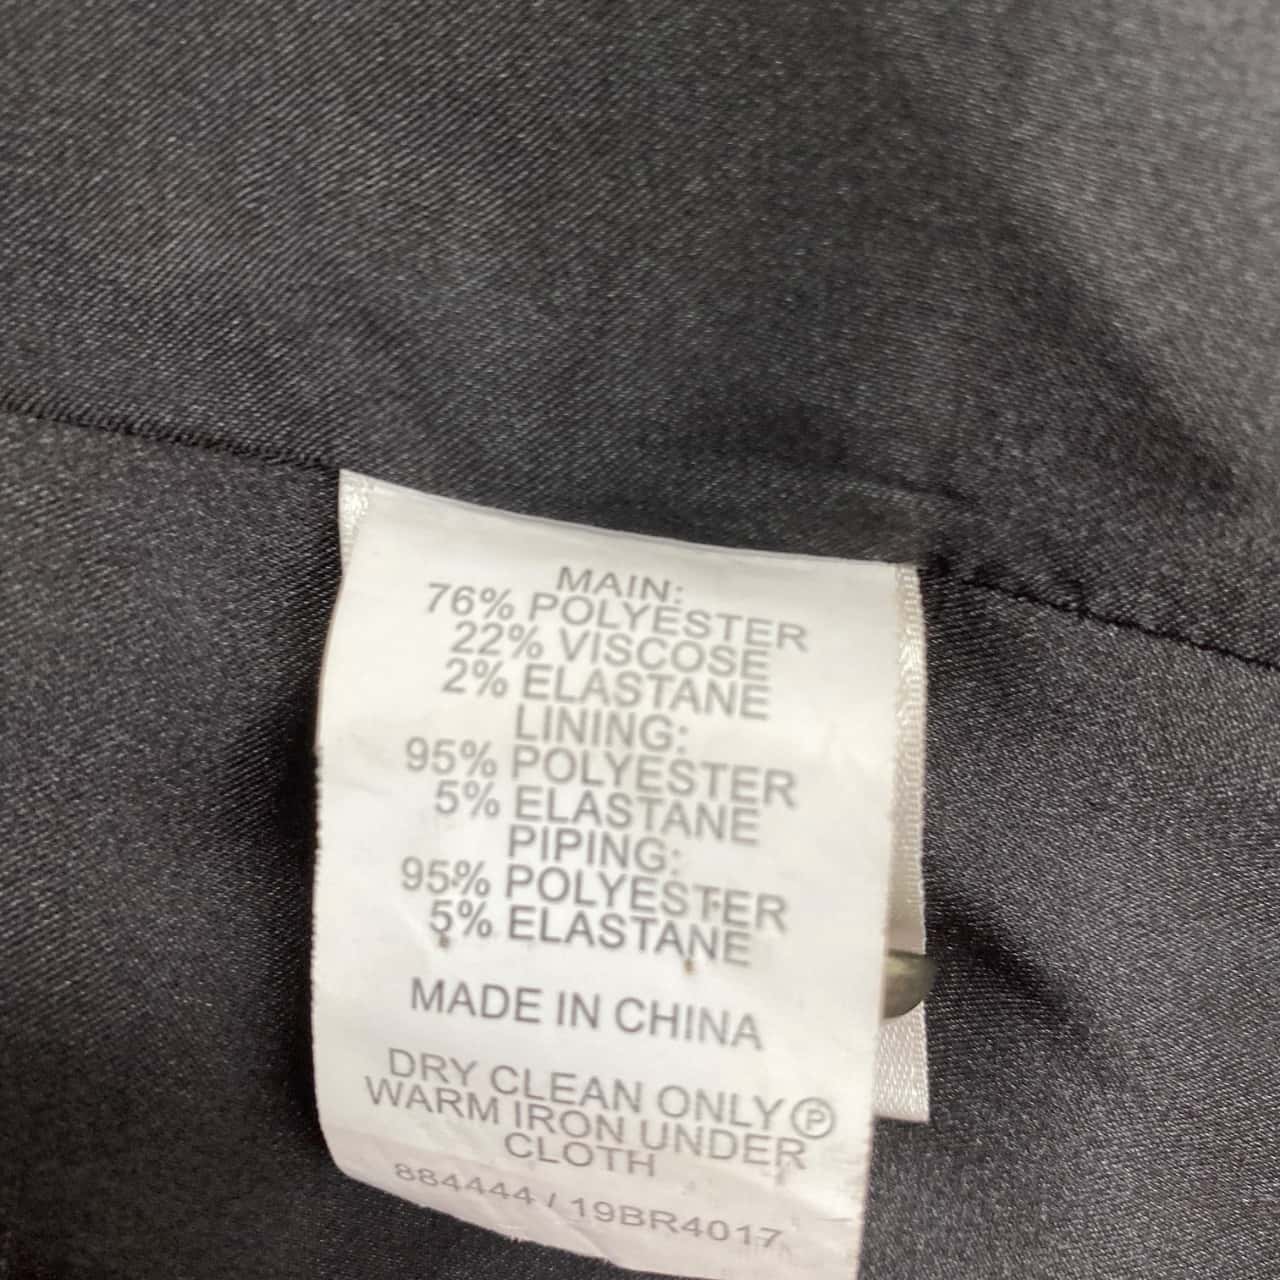 MAIN:
76% POLYESTER
22% VISCOSE
2% ELASTANE
LINING:
95% POLYESTER
5% ELASTANE
PIPING:
95% POLYESTER
5% ELASTANE
MADE IN CHINA
DRY CLEAN ONLY Ⓟ
WARM IRON UNDER
CLOTH
884444 / 19BR4017